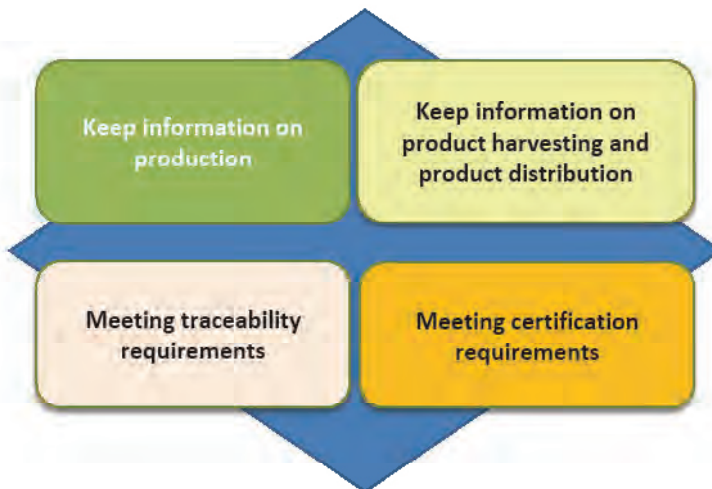 Keep information on
production
Keep information on
product harvesting and
product distribution
Meeting traceability
requirements
Meeting certification
requirements